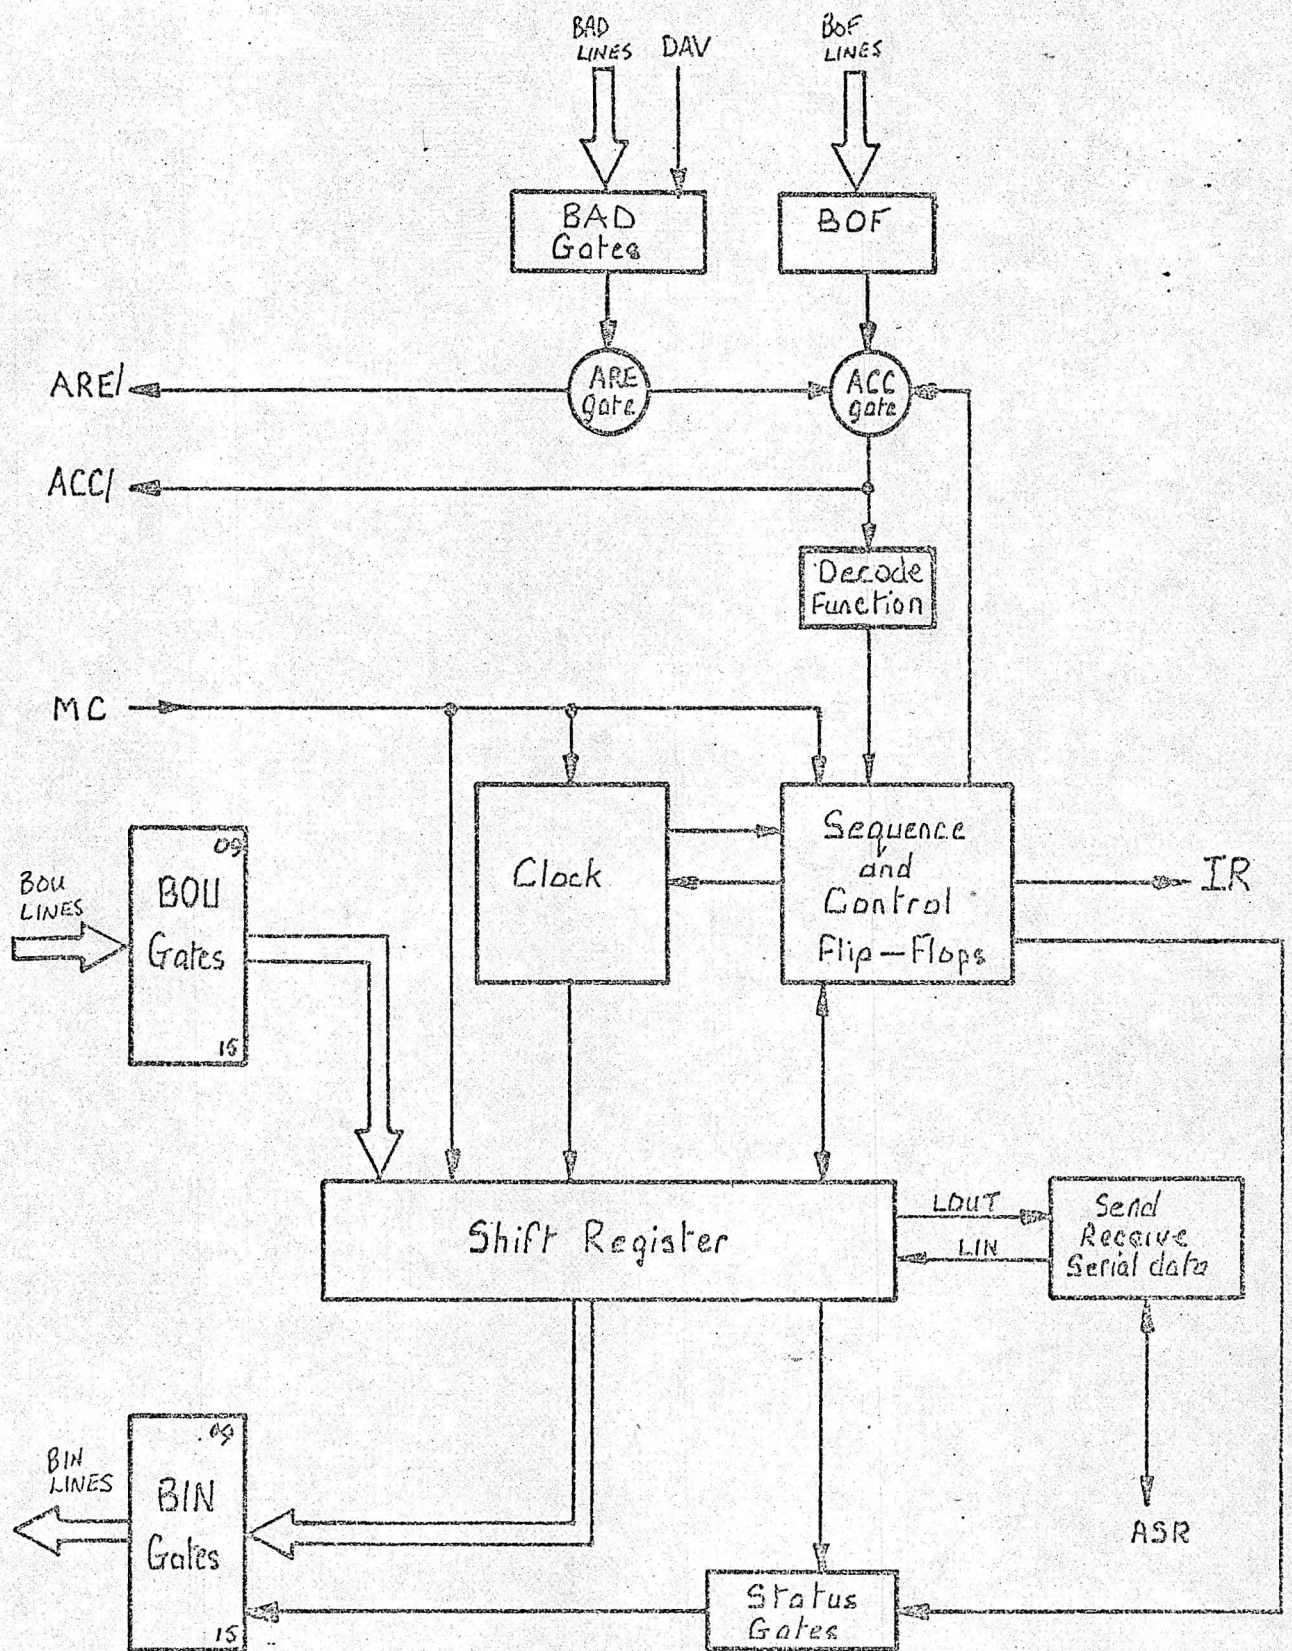 BAD
LINES
DAV
BOF
LINES
BAD
Gates
BOF
ARE/
ARE
gate
ACC
gate
ACC/
Decode
Function
MC
Clock
Sequence
and
Control
Flip-Flops
IR
BOU
LINES
09
BOU
Gates
15
Shift Register
LOUT
LIN
Send
Receive
Serial data
ASR
BIN
LINES
09
BIN
Gates
15
Status
Gates